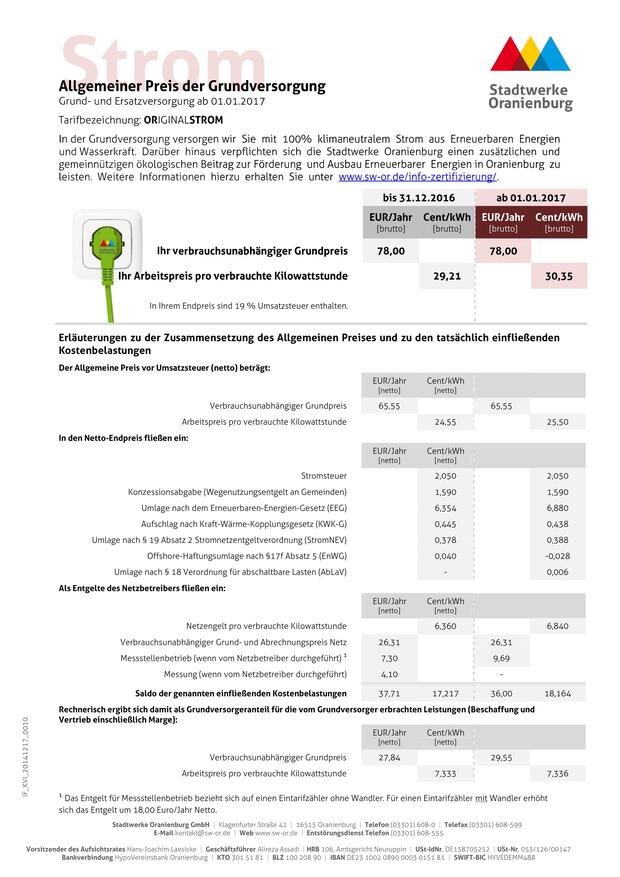 Strom
Allgemeiner Preis der Grundversorgung
Grund- und Ersatzversorgung ab 01.01.2017
Tarifbezeichnung: ORIGINALSTROM
Stadtwerke
Oranienburg
In der Grundversorgung versorgen wir Sie mit 100% klimaneutralem Strom aus Erneuerbaren Energien
und Wasserkraft. Darüber hinaus verpflichten sich die Stadtwerke Oranienburg einen zusätzlichen und
gemeinnützigen ökologischen Beitrag zur Förderung und Ausbau Erneuerbarer Energien in Oranienburg zu
leisten. Weitere Informationen hierzu erhalten Sie unter www.sw-or.de/info-zertifizierung/.
bis 31.12.2016 ab 01.01.2017
EUR/Jahr Cent/kWh EUR/Jahr Cent/kWh
[brutto] [brutto] [brutto] [brutto]
Ihr verbrauchsunabhängiger Grundpreis 78,00 78,00
Ihr Arbeitspreis pro verbrauchte Kilowattstunde 29,21 30,35
In Ihrem Endpreis sind 19 % Umsatzsteuer enthalten.
Erläuterungen zu der Zusammensetzung des Allgemeinen Preises und zu den tatsächlich einfließenden
Kostenbelastungen
Der Allgemeine Preis vor Umsatzsteuer (netto) beträgt:
EUR/Jahr Cent/kWh
[netto] [netto]
Verbrauchsunabhängiger Grundpreis 65,55 65,55
Arbeitspreis pro verbrauchte Kilowattstunde 24,55 25,50
In den Netto-Endpreis fließen ein:
EUR/Jahr Cent/kWh
[netto] [netto]
Stromsteuer 2,050 2,050
Konzessionsabgabe (Wegenutzungsentgelt an Gemeinden) 1,590 1,590
Umlage nach dem Erneuerbaren-Energien-Gesetz (EEG) 6,354 6,880
Aufschlag nach Kraft-Wärme-Kopplungsgesetz (KWK-G) 0,445 0,438
Umlage nach § 19 Absatz 2 Stromnetzentgeltverordnung (StromNEV) 0,378 0,388
Offshore-Haftungsumlage nach §17f Absatz 5 (EnWG) 0,040 -0,028
Umlage nach § 18 Verordnung für abschaltbare Lasten (AbLaV) - 0,006
Als Entgelte des Netzbetreibers fließen ein:
EUR/Jahr Cent/kWh
[netto] [netto]
Netzengelt pro verbrauchte Kilowattstunde 6,360 6,840
Verbrauchsunabhängiger Grund- und Abrechnungspreis Netz 26,31 26,31
Messstellenbetrieb (wenn vom Netzbetreiber durchgeführt) 1 7,30 9,69
Messung (wenn vom Netzbetreiber durchgeführt) 4,10 -
Saldo der genannten einfließenden Kostenbelastungen 37,71 17,217 36,00 18,164
Rechnerisch ergibt sich damit als Grundversorgeranteil für die vom Grundversorger erbrachten Leistungen (Beschaffung und
Vertrieb einschließlich Marge):
EUR/Jahr Cent/kWh
[netto] [netto]
Verbrauchsunabhängiger Grundpreis 27,84 29,55
Arbeitspreis pro verbrauchte Kilowattstunde 7,333 7,336
1 Das Entgelt für Messstellenbetrieb bezieht sich auf einen Eintarifzähler ohne Wandler. Für einen Eintarifzähler mit Wandler erhöht
sich das Entgelt um 18,00 Euro/Jahr Netto.
IF_KVI_20141217_0010
Stadtwerke Oranienburg GmbH | Klagenfurter Straße 41 | 16515 Oranienburg | Telefon (03301) 608-0 | Telefax (03301) 608-599
E-Mail kontakt@sw-or.de | Web www.sw-or.de | Entstörungsdienst Telefon (03301) 608-555
Vorsitzender des Aufsichtsrates Hans-Joachim Laesicke | Geschäftsführer Alireza Assadi | HRB 106, Amtsgericht Neuruppin | USt-IdNr. DE138705252 | USt-Nr. 053/126/00147
Bankverbindung HypoVereinsbank Oranienburg | KTO 301 51 81 | BLZ 100 208 90 | IBAN DE23 1002 0890 0003 0151 81 | SWIFT-BIC HYVEDEMM488